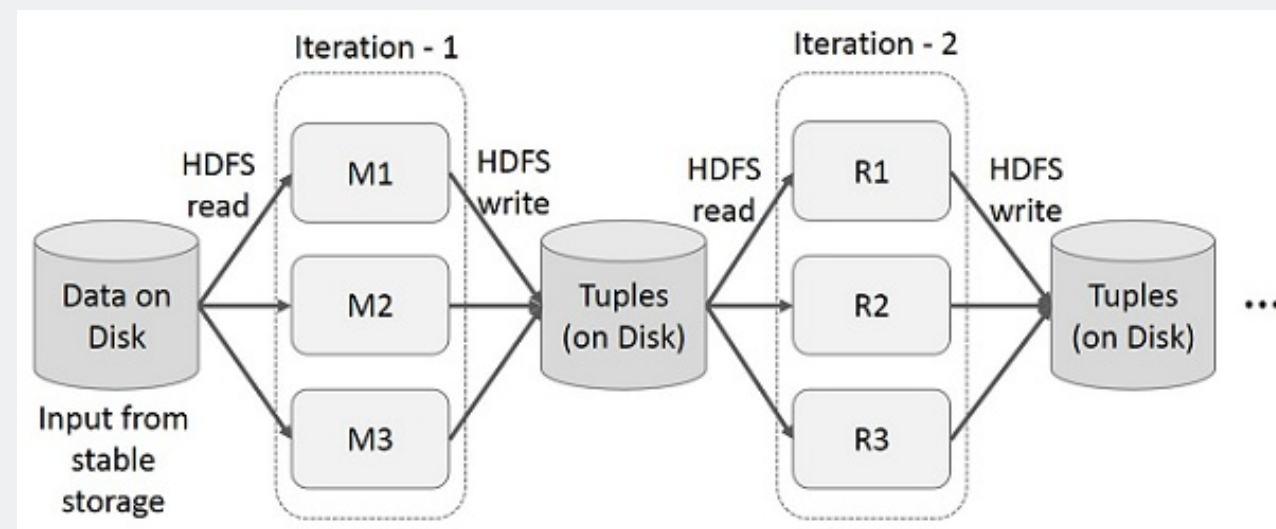 Iteration - 1
Iteration - 2
HDFS
read
M1
HDFS
write
HDFS
read
R1
HDFS
write
Data on
Disk
M2
Tuples
(on Disk)
R2
Tuples
(on Disk)
...
Input from
stable
storage
M3
R3